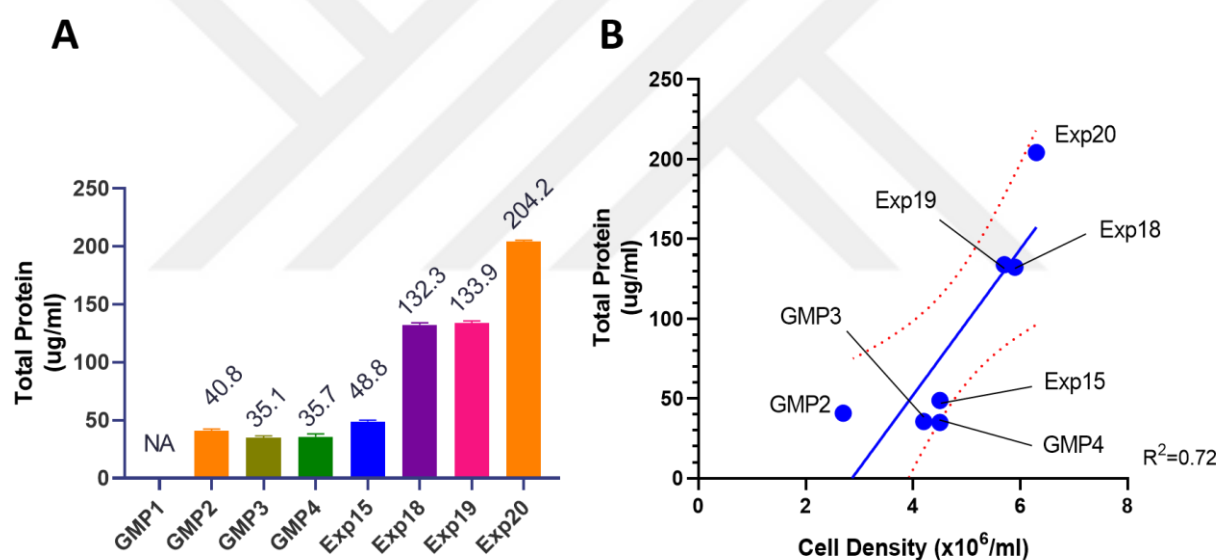 A
Total Protein
(ug/ml)
250
200
150
100
50
0
NA
40.8
35.1
35.7
48.8
132.3
133.9
204.2
GMP1
GMP2
GMP3
GMP4
Exp15
Exp18
Exp19
Exp20
B
Total Protein
(ug/ml)
250
200
150
100
50
0
Exp20
Exp19
Exp18
GMP3
GMP2
Exp15
GMP4
R²=0.72
0
2
4
6
8
Cell Density (x10⁶/ml)